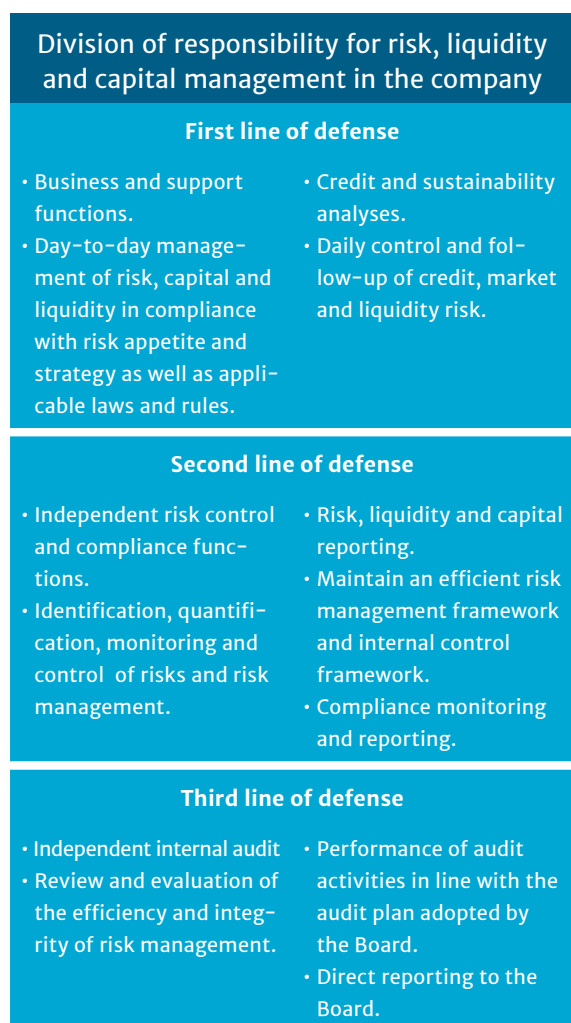 Division of responsibility for risk, liquidity
and capital management in the company
First line of defense
• Business and support
functions.
• Day-to-day manage-
ment of risk, capital and
liquidity in compliance
with risk appetite and
strategy as well as appli-
cable laws and rules.
• Credit and sustainability
analyses.
• Daily control and fol-
low-up of credit, market
and liquidity risk.
Second line of defense
• Independent risk control
and compliance func-
tions.
• Identification, quantifi-
cation, monitoring and
control of risks and risk
management.
• Risk, liquidity and capital
reporting.
• Maintain an efficient risk
management framework
and internal control
framework.
• Compliance monitoring
and reporting.
Third line of defense
• Independent internal audit
• Review and evaluation of
the efficiency and integ-
rity of risk management.
• Performance of audit
activities in line with the
audit plan adopted by
the Board.
• Direct reporting to the
Board.